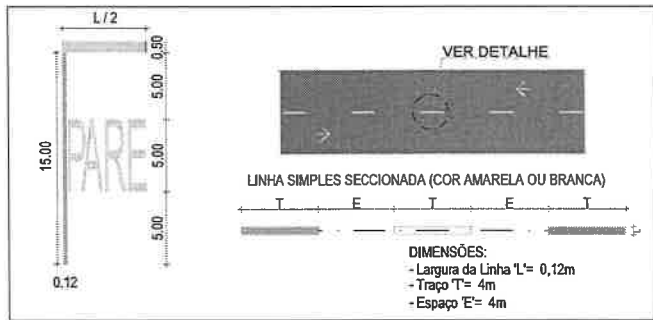 L / 2
0.50
5.00
15.00
PARE
5.00
5.00
0.12
VER DETALHE
LINHA SIMPLES SECCIONADA (COR AMARELA OU BRANCA)
T E T E T
L
DIMENSÕES:
- Largura da Linha 'L'= 0,12m
- Traço 'T'= 4m
- Espaço 'E'= 4m